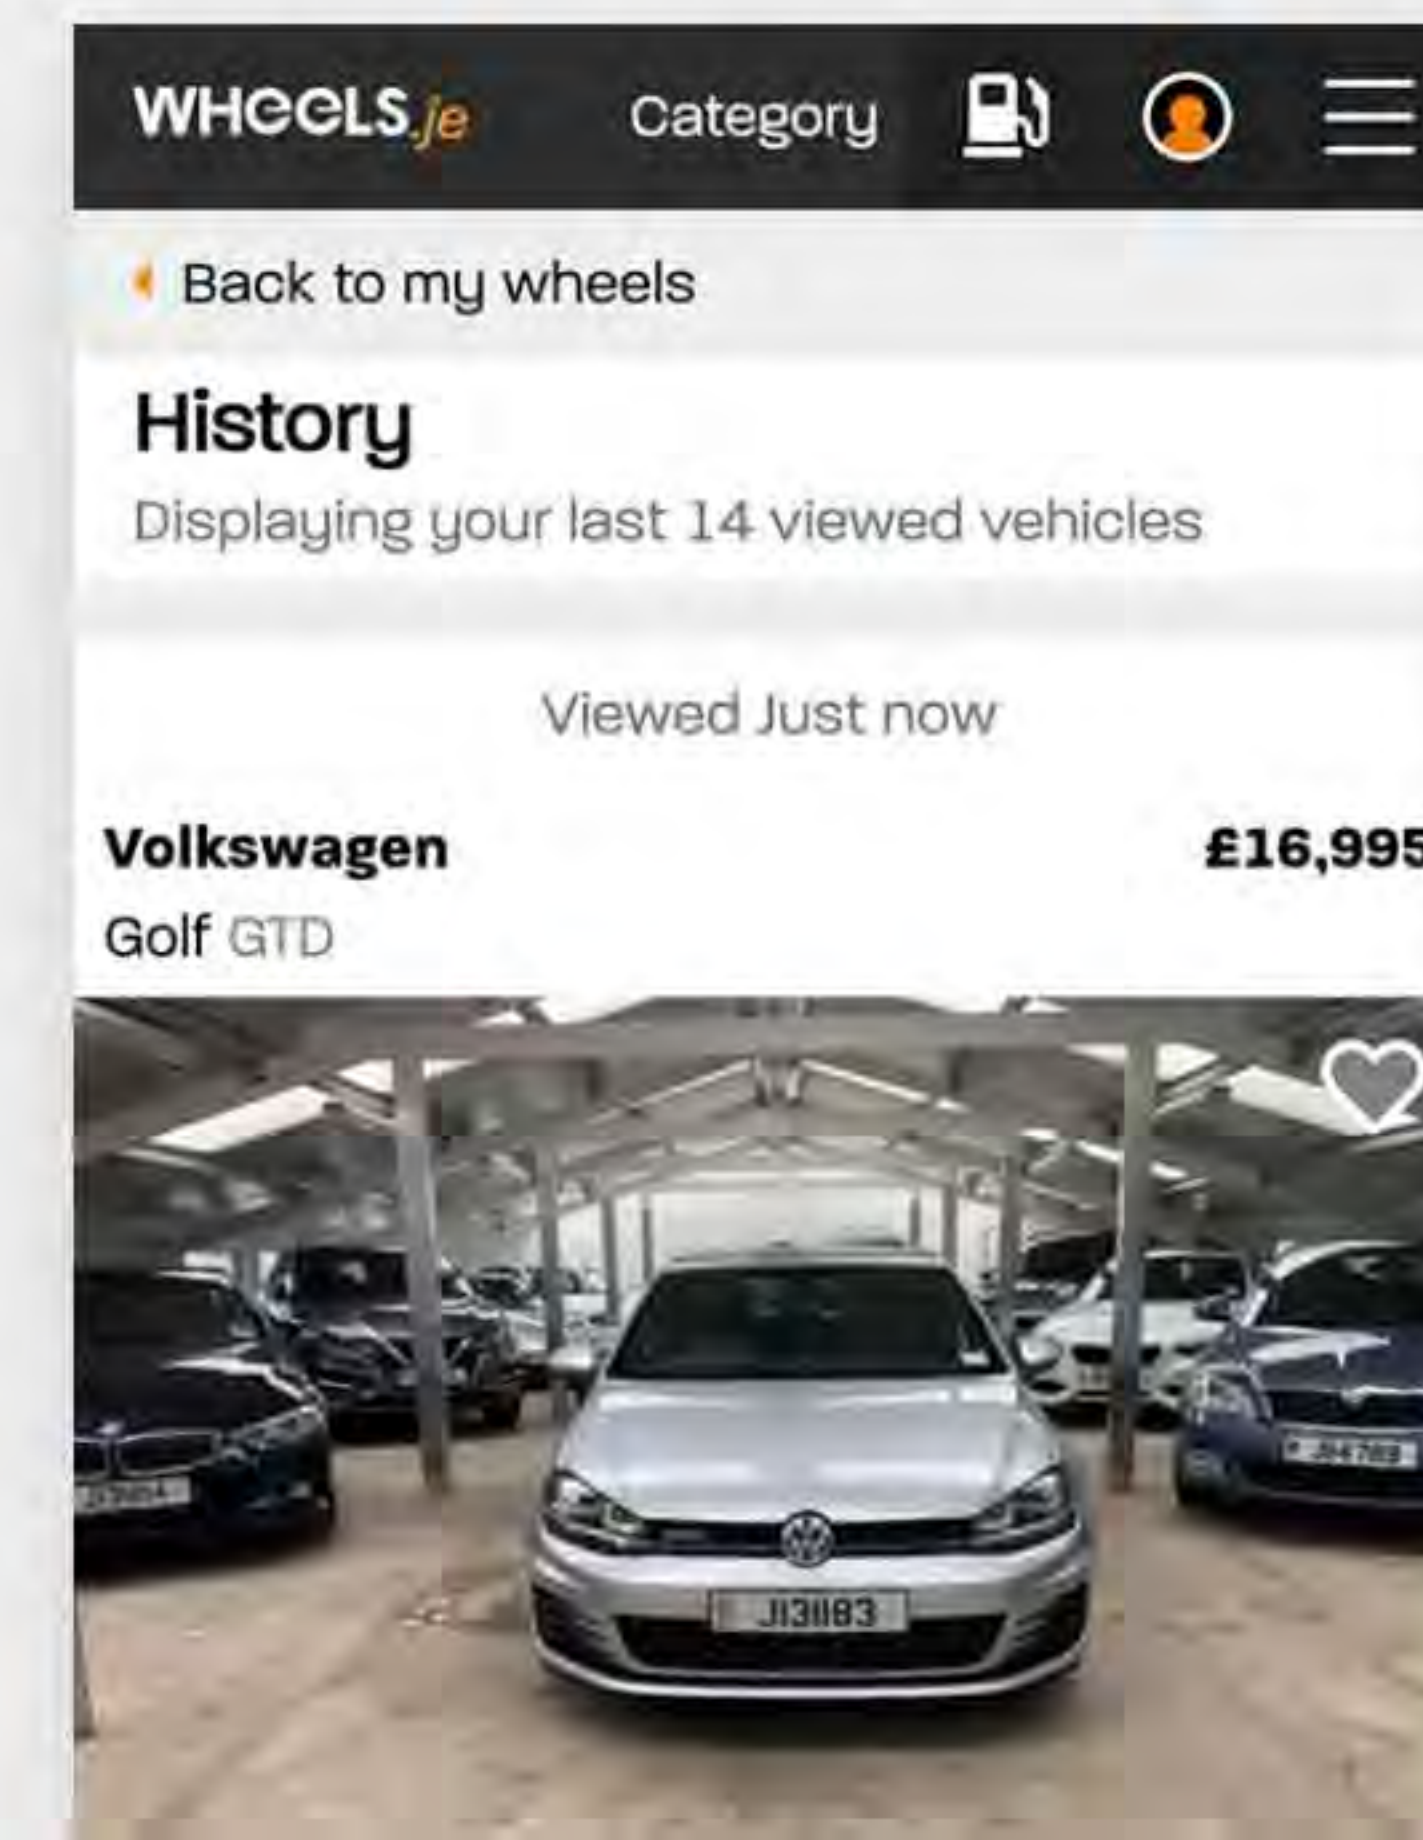 WHeeLS.je Category
Back to my wheels
History
Displaying your last 14 viewed vehicles
Viewed Just now
Volkswagen £16,995
Golf GTD
J131183